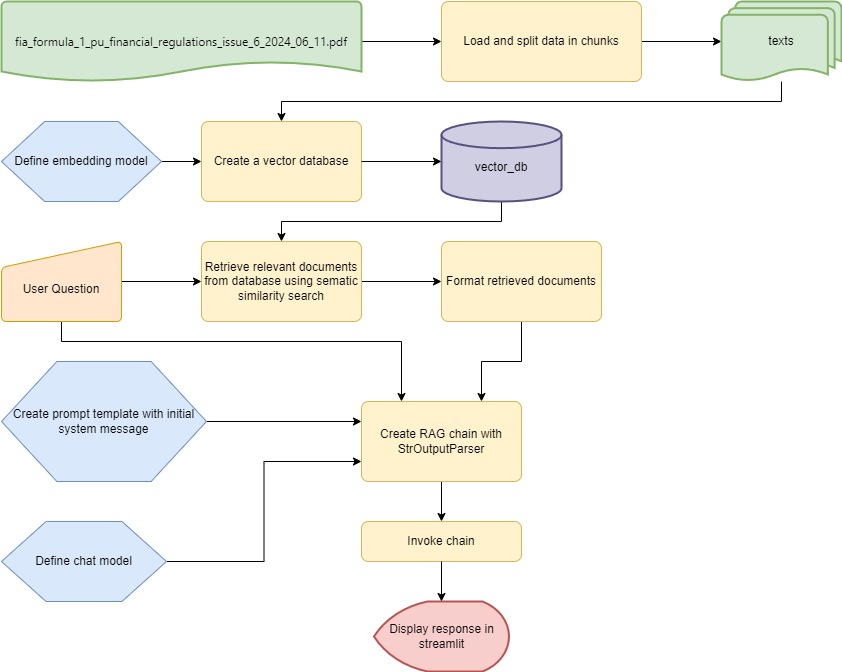 fia_formula_1_pu_financial_regulations_issue_6_2024_06_11.pdf
Load and split data in chunks
texts
Define embedding model
Create a vector database
vector_db
User Question
Retrieve relevant documents
from database using sematic
similarity search
Format retrieved documents
Create prompt template with initial
system message
Create RAG chain with
StrOutputParser
Define chat model
Invoke chain
Display response in
streamlit